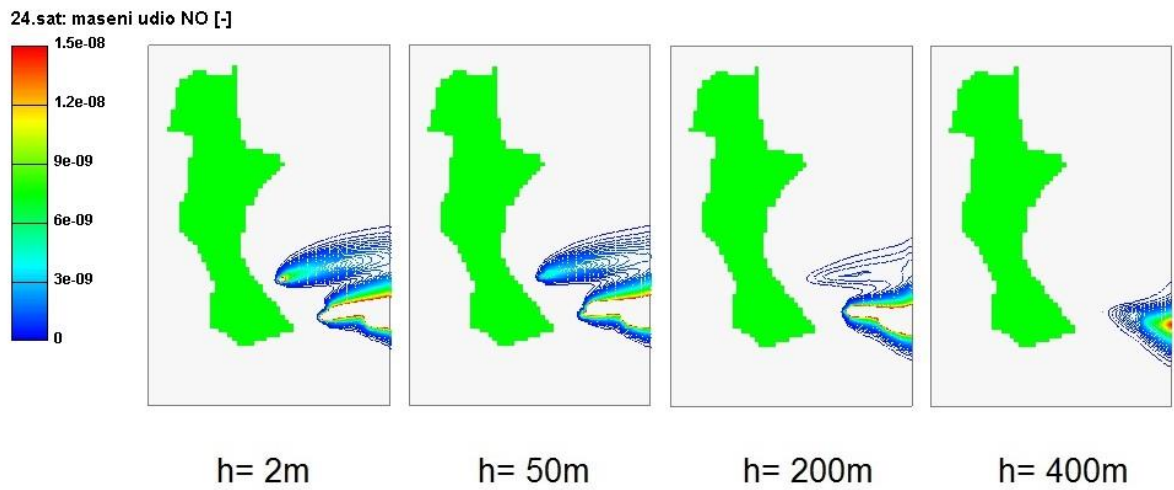 24.sat: maseni udio NO [-]
1.5e-08
1.2e-08
9e-09
6e-09
3e-09
0
h= 2m
h= 50m
h= 200m
h= 400m